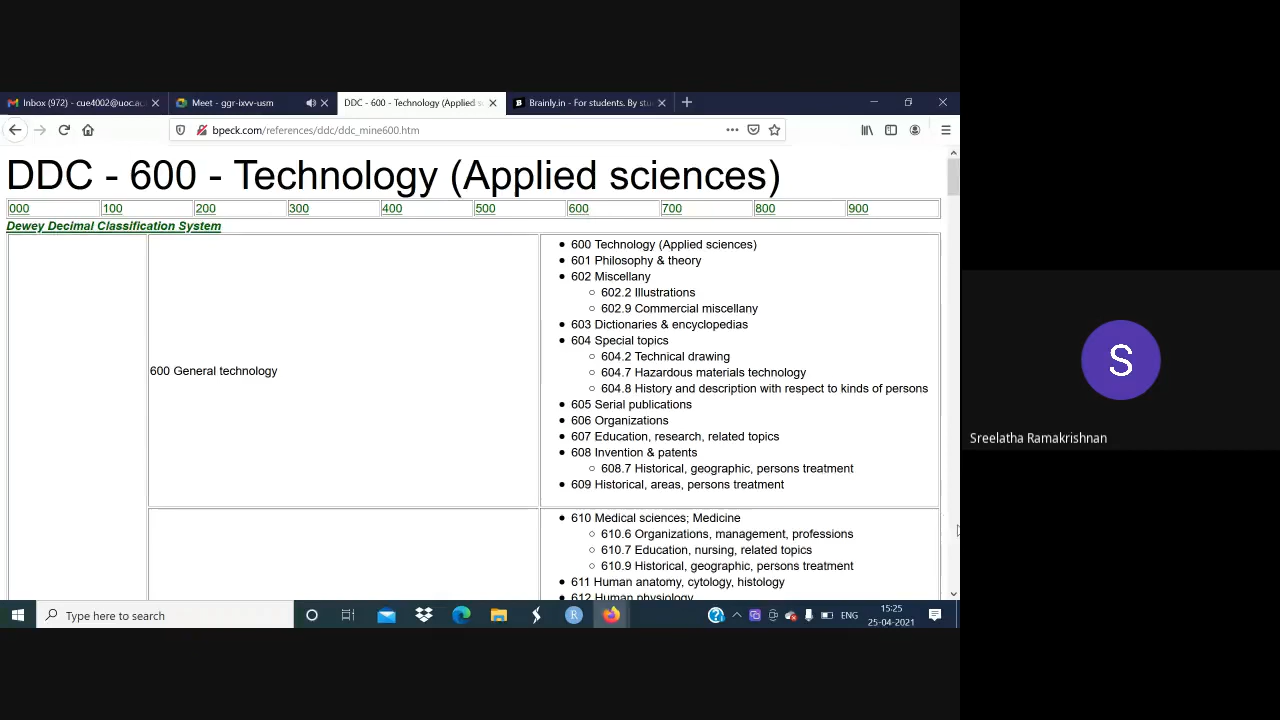 Inbox (972) - cue4002@uoc.a
Meet - ggr-ixvv-usm
DDC - 600 - Technology (Applied s
Brainly.in - For students. By stu
bpeck.com/references/ddc/ddc_mine600.htm
DDC - 600 - Technology (Applied sciences)
000 100 200 300 400 500 600 700 800 900
Dewey Decimal Classification System
600 General technology
600 Technology (Applied sciences)
601 Philosophy & theory
602 Miscellany
602.2 Illustrations
602.9 Commercial miscellany
603 Dictionaries & encyclopedias
604 Special topics
604.2 Technical drawing
604.7 Hazardous materials technology
604.8 History and description with respect to kinds of persons
605 Serial publications
606 Organizations
607 Education, research, related topics
608 Invention & patents
608.7 Historical, geographic, persons treatment
609 Historical, areas, persons treatment
610 Medical sciences; Medicine
610.6 Organizations, management, professions
610.7 Education, nursing, related topics
610.9 Historical, geographic, persons treatment
611 Human anatomy, cytology, histology
612 Human physiology
Type here to search
R
ENG
15:25
25-04-2021
S
Sreelatha Ramakrishnan